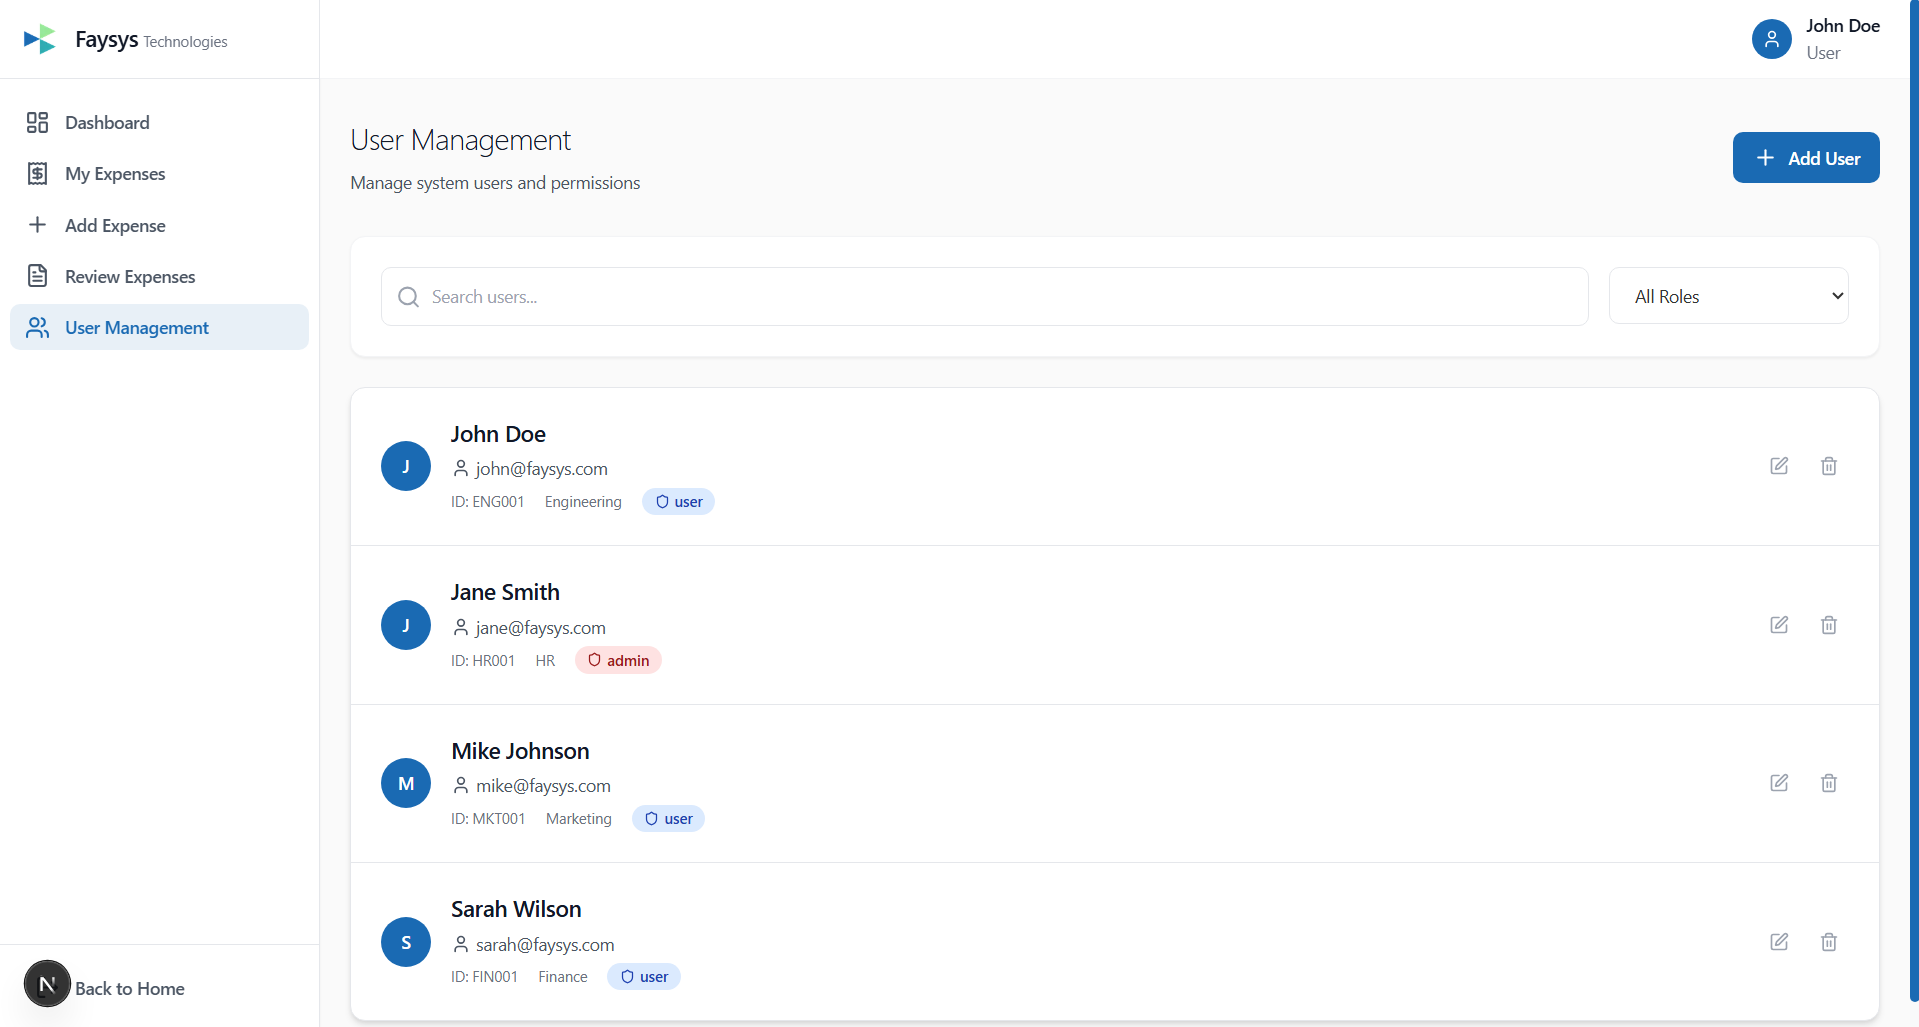 Faysys Technologies
John Doe
User
Dashboard
My Expenses
Add Expense
Review Expenses
User Management
User Management
Manage system users and permissions
Add User
Search users...
All Roles
J
John Doe
john@faysys.com
ID: ENG001 Engineering user
J
Jane Smith
jane@faysys.com
ID: HR001 HR admin
M
Mike Johnson
mike@faysys.com
ID: MKT001 Marketing user
S
Sarah Wilson
sarah@faysys.com
ID: FIN001 Finance user
N
Back to Home